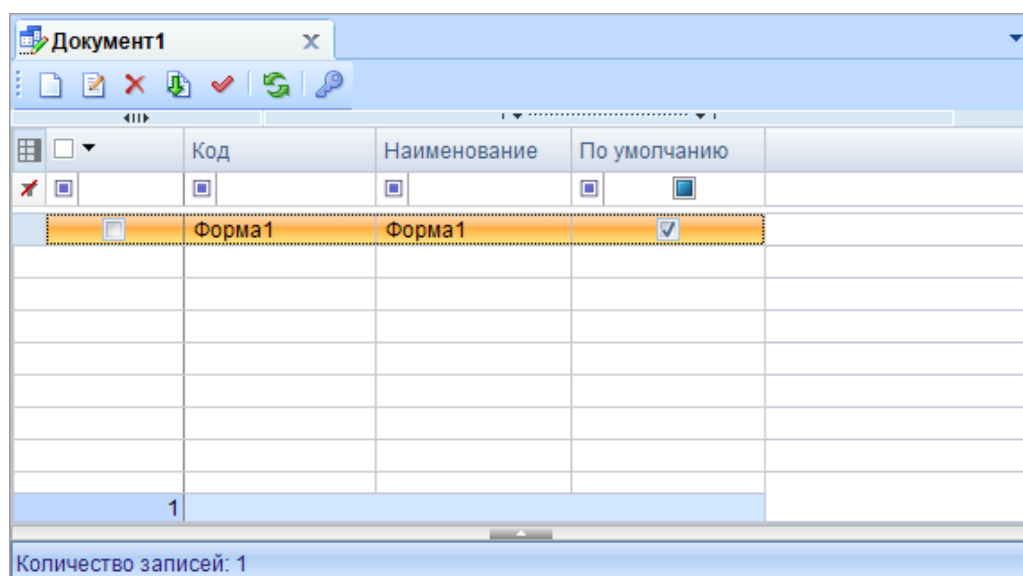 Документ1
Код Наименование По умолчанию
Форма1 Форма1
1
Количество записей: 1